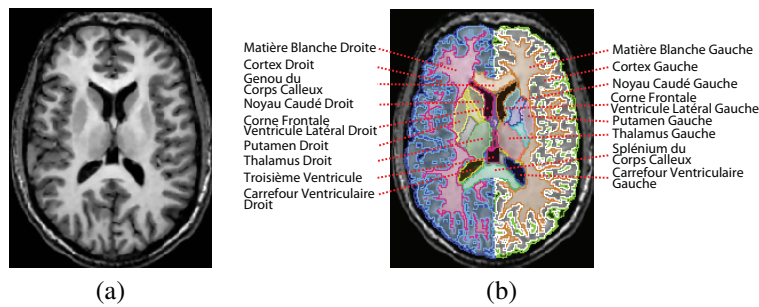 Matière Blanche Droite
Cortex Droit
Genou du
Corps Calleux
Noyau Caudé Droit
Corne Frontale
Ventricule Latéral Droit
Putamen Droit
Thalamus Droit
Troisième Ventricule
Carrefour Ventriculaire
Droit
Matière Blanche Gauche
Cortex Gauche
Noyau Caudé Gauche
Corne Frontale
Ventricule Latéral Gauche
Putamen Gauche
Thalamus Gauche
Splénium du
Corps Calleux
Carrefour Ventriculaire
Gauche
(a)
(b)